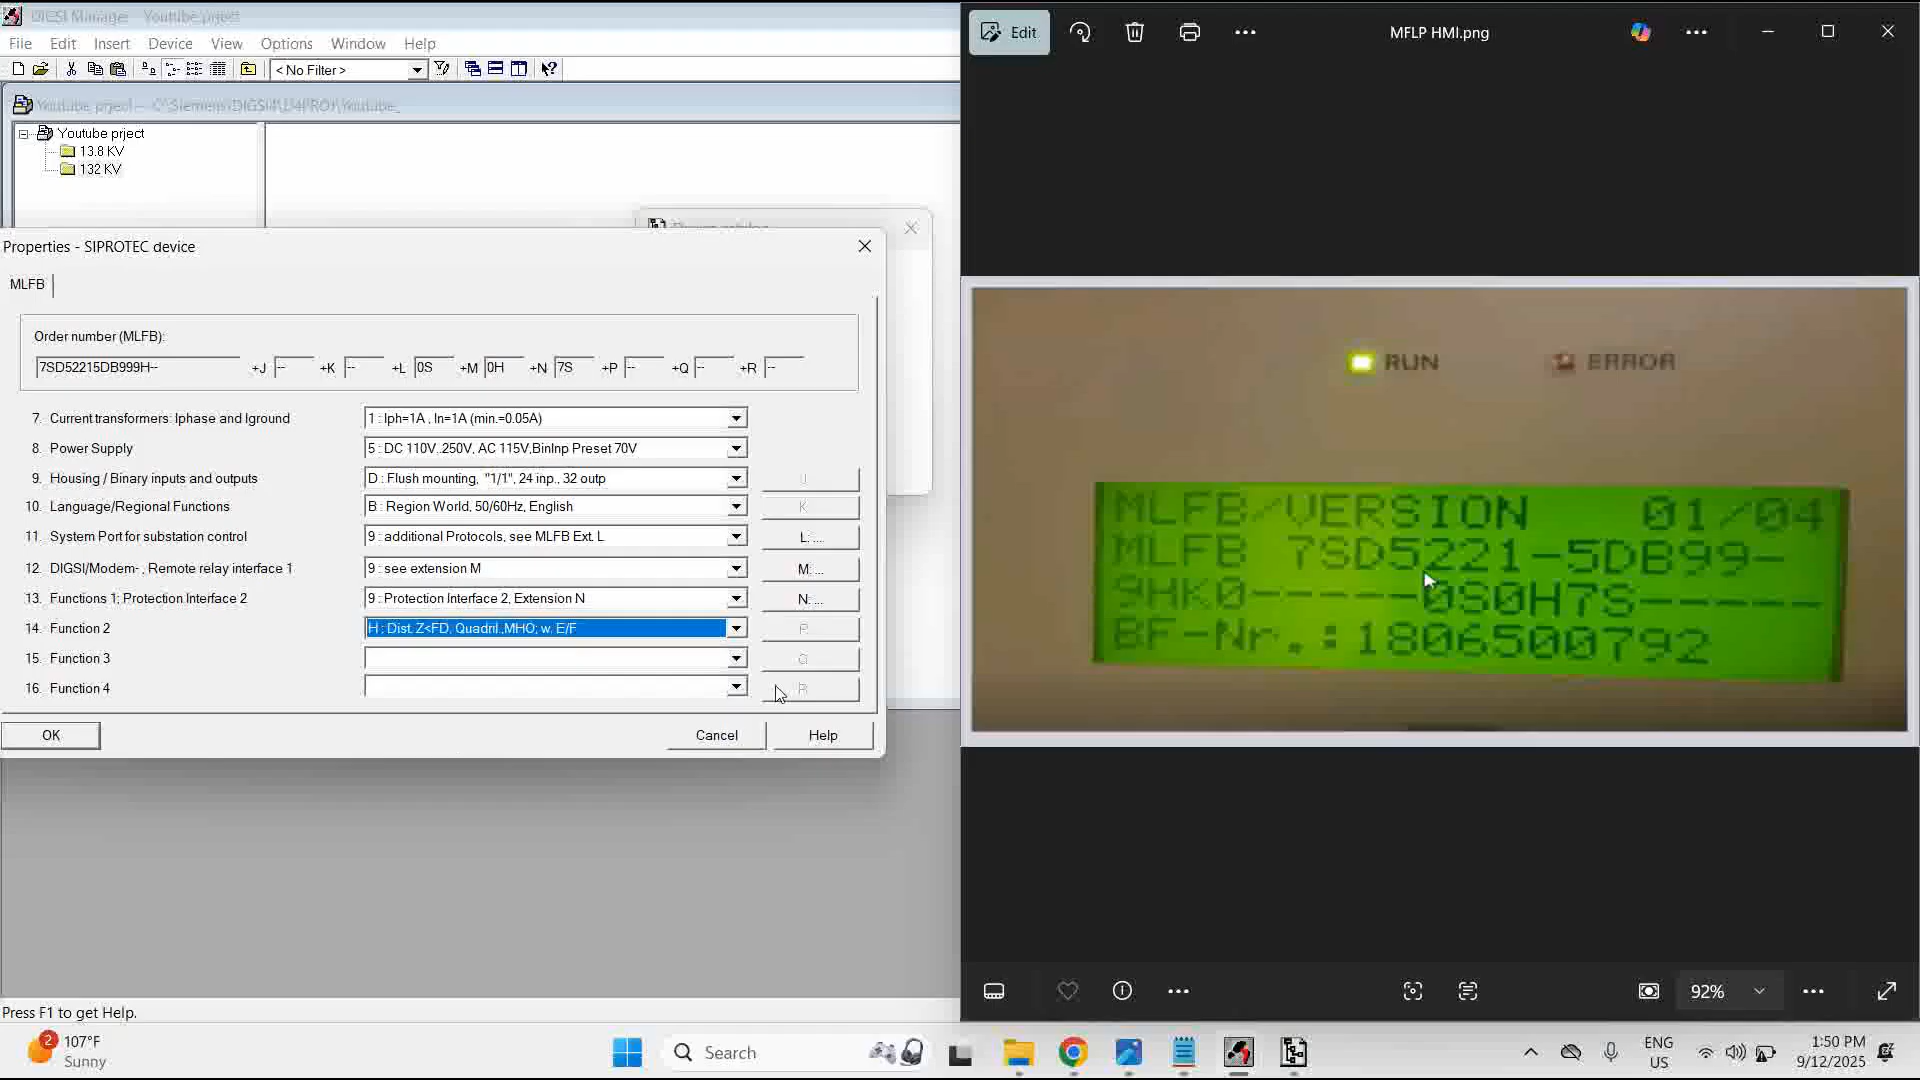 DIGSI Manager - Youtube prject
File Edit Insert Device View Options Window Help
< No Filter >
Youtube prject -- C:\Siemens\DIGSI4\D4PROJ\Youtube_
Youtube prject
13.8 KV
132 KV
Properties - SIPROTEC device
MLFB
Order number (MLFB):
7SD52215DB999H-- +J -- +K -- +L 0S +M 0H +N 7S +P -- +Q -- +R --
7. Current transformers: Iphase and Iground 1 : Iph=1A , In=1A (min.=0.05A)
8. Power Supply 5 : DC 110V..250V, AC 115V,BinInp Preset 70V
9. Housing / Binary inputs and outputs D : Flush mounting, "1/1", 24 inp., 32 outp J
10. Language/Regional Functions B : Region World, 50/60Hz, English K
11. System Port for substation control 9 : additional Protocols, see MLFB Ext. L L: ...
12. DIGSI/Modem- , Remote relay interface 1 9 : see extension M M: ...
13. Functions 1; Protection Interface 2 9 : Protection Interface 2, Extension N N: ...
14. Function 2 H : Dist. Z<FD, Quadril.,MHO; w. E/F P
15. Function 3 Q
16. Function 4 R
OK Cancel Help
Press F1 to get Help.
Edit
MFLP HMI.png
RUN ERROR
MLFB/VERSION 01/04
MLFB 7SD5221-5DB99-
9HK0-----0S0H7S-----
BF-Nr.:1806500792
92%
2
107°F
Sunny
Search
ENG
US
1:50 PM
9/12/2025